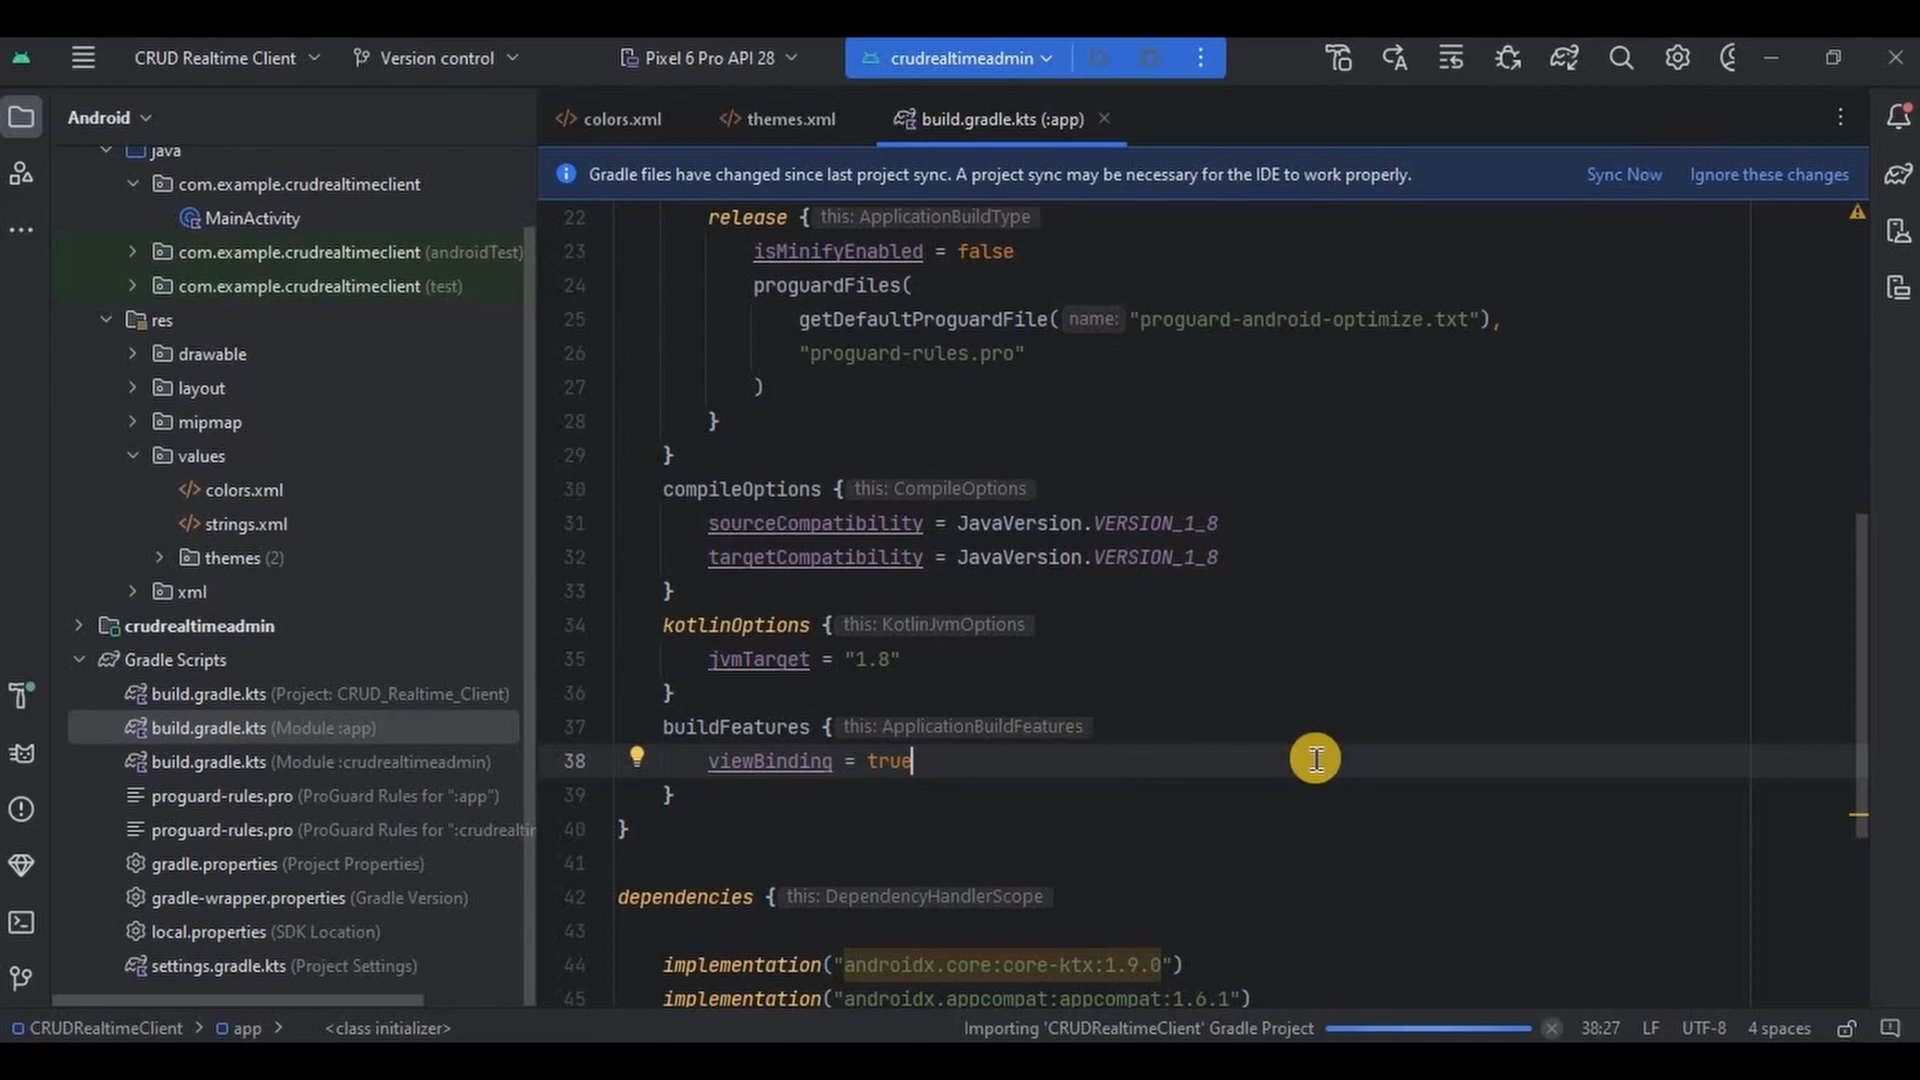 CRUD Realtime Client
Version control
Pixel 6 Pro API 28
crudrealtimeadmin
Android
colors.xml
themes.xml
build.gradle.kts (:app)
Gradle files have changed since last project sync. A project sync may be necessary for the IDE to work properly.
Sync Now
Ignore these changes
java
com.example.crudrealtimeclient
MainActivity
com.example.crudrealtimeclient (androidTest)
com.example.crudrealtimeclient (test)
res
drawable
layout
mipmap
values
colors.xml
strings.xml
themes (2)
xml
crudrealtimeadmin
Gradle Scripts
build.gradle.kts (Project: CRUD_Realtime_Client)
build.gradle.kts (Module :app)
build.gradle.kts (Module :crudrealtimeadmin)
proguard-rules.pro (ProGuard Rules for ":app")
proguard-rules.pro (ProGuard Rules for ":crudrealtir
gradle.properties (Project Properties)
gradle-wrapper.properties (Gradle Version)
local.properties (SDK Location)
settings.gradle.kts (Project Settings)
22 release { this: ApplicationBuildType
23 isMinifyEnabled = false
24 proguardFiles(
25 getDefaultProguardFile( name: "proguard-android-optimize.txt"),
26 "proguard-rules.pro"
27 )
28 }
29 }
30 compileOptions { this: CompileOptions
31 sourceCompatibility = JavaVersion.VERSION_1_8
32 targetCompatibility = JavaVersion.VERSION_1_8
33 }
34 kotlinOptions { this: KotlinJvmOptions
35 jvmTarget = "1.8"
36 }
37 buildFeatures { this: ApplicationBuildFeatures
38 viewBinding = true
39 }
40 }
41
42 dependencies { this: DependencyHandlerScope
43
44 implementation("androidx.core:core-ktx:1.9.0")
45 implementation("androidx.appcompat:appcompat:1.6.1")
CRUDRealtimeClient > app > <class initializer>
Importing 'CRUDRealtimeClient' Gradle Project
38:27
LF
UTF-8
4 spaces